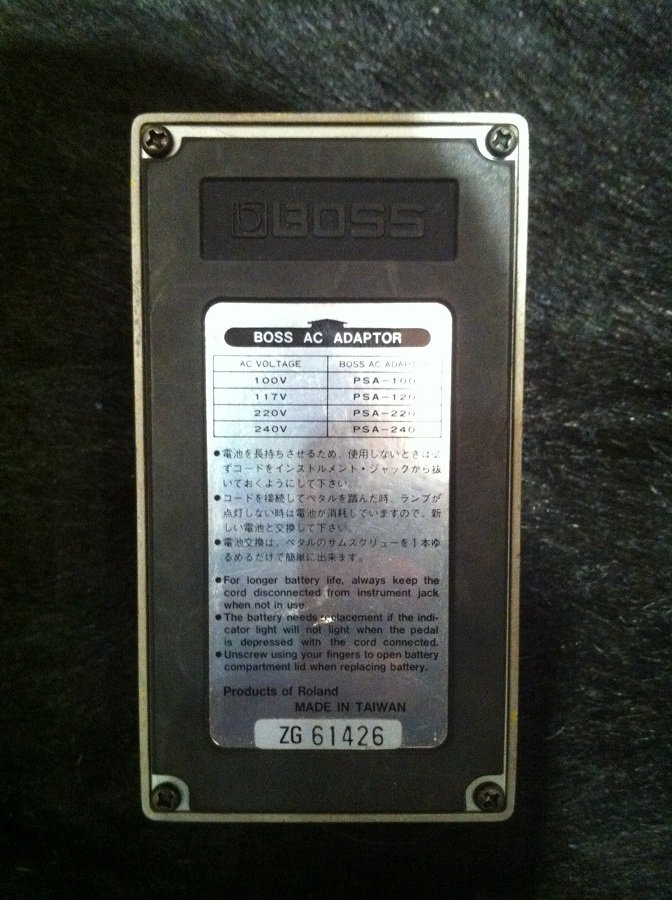 BOSS
BOSS AC ADAPTOR
AC VOLTAGE BOSS AC
100V PSA-100
117V PSA-120
220V PSA-220
240V PSA-240
●電池を長持ちさせるため、使用しないときは必
ずコードをインストルメント・ジャックから抜
いておくようにして下さい。
●コードを接続してペダルを踏んだ時、ランプが
点灯しない時は電池が消耗していますので、新
しい電池と交換して下さい。
●電池交換は、ペダルのサムスクリューを1本ゆ
るめるだけで簡単に出来ます。
●For longer battery life, always keep the
cord disconnected from instrument jack
when not in use.
●The battery needs replacement if the indi-
cator light will not light when the pedal
is depressed with the cord connected.
●Unscrew using your fingers to open battery
compartment lid when replacing battery.
Products of Roland
MADE IN TAIWAN
ZG 61426